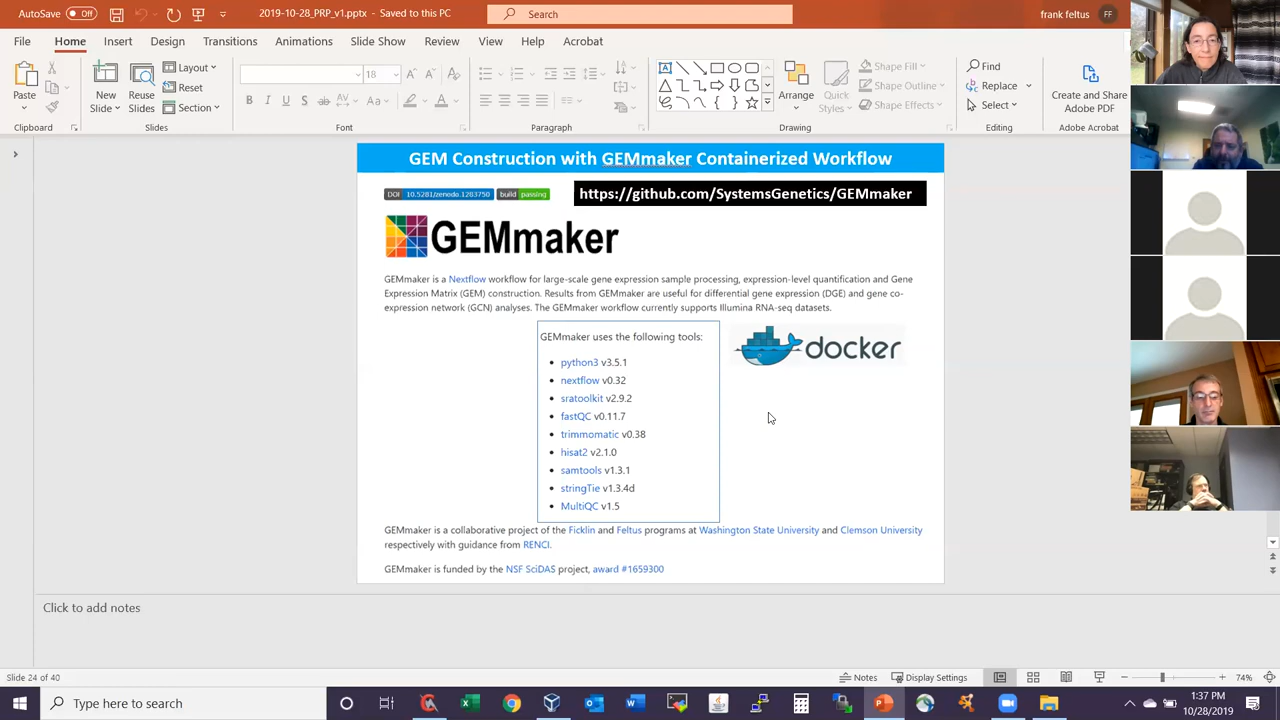 AutoSave Off 2019-10-28_PRP_v1.pptx - Saved to this PC Search frank feltus FF
File Home Insert Design Transitions Animations Slide Show Review View Help Acrobat
Paste New Slide Reuse Slides Layout Reset Section 18 B I U S ab AV Aa A Arrange Quick Styles Shape Fill Shape Outline Shape Effects Find Replace Select Create and Share Adobe PDF
Clipboard Slides Font Paragraph Drawing Editing Adobe Acrobat
GEM Construction with GEMmaker Containerized Workflow
DOI 10.5281/zenodo.1283750 build passing https://github.com/SystemsGenetics/GEMmaker
GEMmaker
GEMmaker is a Nextflow workflow for large-scale gene expression sample processing, expression-level quantification and Gene
Expression Matrix (GEM) construction. Results from GEMmaker are useful for differential gene expression (DGE) and gene co-
expression network (GCN) analyses. The GEMmaker workflow currently supports Illumina RNA-seq datasets.
GEMmaker uses the following tools:
docker
• python3 v3.5.1
• nextflow v0.32
• sratoolkit v2.9.2
• fastQC v0.11.7
• trimmomatic v0.38
• hisat2 v2.1.0
• samtools v1.3.1
• stringTie v1.3.4d
• MultiQC v1.5
GEMmaker is a collaborative project of the Ficklin and Feltus programs at Washington State University and Clemson University
respectively with guidance from RENCI.
GEMmaker is funded by the NSF SciDAS project, award #1659300
Click to add notes
Slide 24 of 40 Notes Display Settings 74%
Type here to search 1:37 PM
10/28/2019